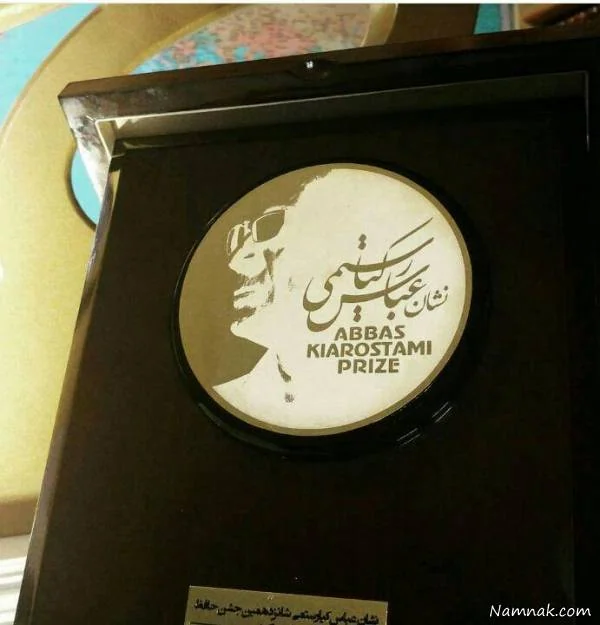 نشان عباس کیارستمی
ABBAS
KIAROSTAMI
PRIZE
نشان عباس کیارستمی شانزدهمین جشن حافظ
Namnak.com